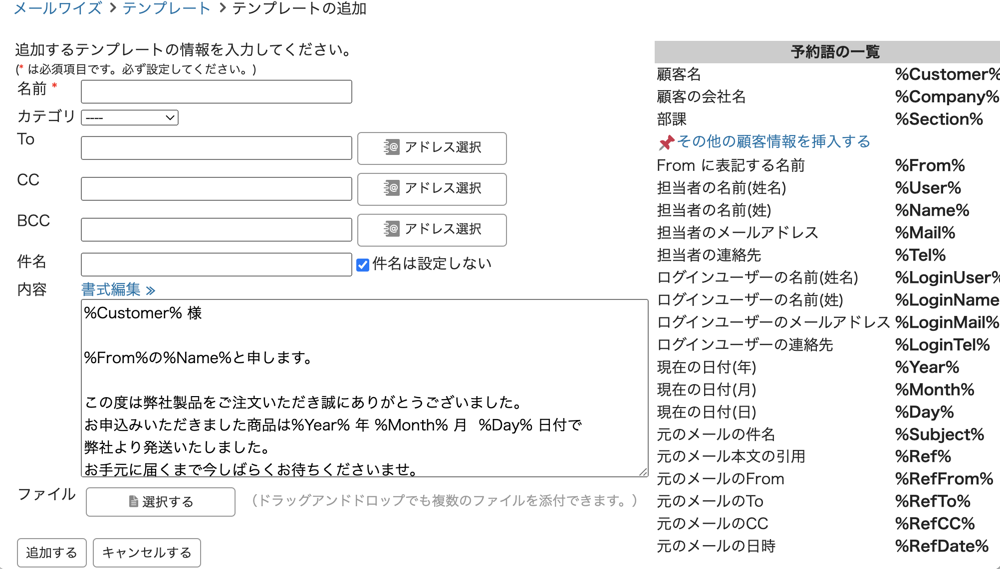 メールワイズ > テンプレート > テンプレートの追加
追加するテンプレートの情報を入力してください。
(* は必須項目です。必ず設定してください。)
名前 *
カテゴリ ----
To アドレス選択
CC アドレス選択
BCC アドレス選択
件名 件名は設定しない
内容 書式編集 ≫
%Customer% 様
%From%の%Name%と申します。
この度は弊社製品をご注文いただき誠にありがとうございました。
お申込みいただきました商品は%Year% 年 %Month% 月 %Day% 日付で
弊社より発送いたしました。
お手元に届くまで今しばらくお待ちくださいませ。
ファイル 選択する (ドラッグアンドドロップでも複数のファイルを添付できます。)
追加する キャンセルする
予約語の一覧
顧客名 %Customer%
顧客の会社名 %Company%
部課 %Section%
その他の顧客情報を挿入する
From に表記する名前 %From%
担当者の名前(姓名) %User%
担当者の名前(姓) %Name%
担当者のメールアドレス %Mail%
担当者の連絡先 %Tel%
ログインユーザーの名前(姓名) %LoginUser%
ログインユーザーの名前(姓) %LoginName
ログインユーザーのメールアドレス %LoginMail%
ログインユーザーの連絡先 %LoginTel%
現在の日付(年) %Year%
現在の日付(月) %Month%
現在の日付(日) %Day%
元のメールの件名 %Subject%
元のメール本文の引用 %Ref%
元のメールのFrom %RefFrom%
元のメールのTo %RefTo%
元のメールのCC %RefCC%
元のメールの日時 %RefDate%